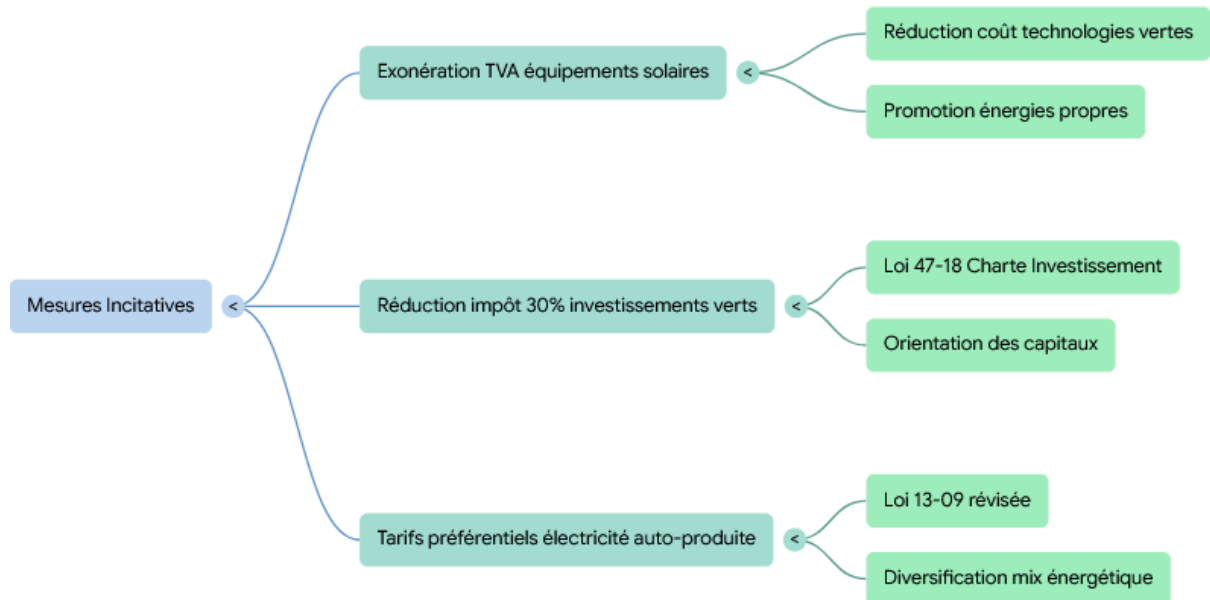 Mesures Incitatives
<
Exonération TVA équipements solaires
<
Réduction coût technologies vertes
Promotion énergies propres
Réduction impôt 30% investissements verts
<
Loi 47-18 Charte Investissement
Orientation des capitaux
Tarifs préférentiels électricité auto-produite
<
Loi 13-09 révisée
Diversification mix énergétique